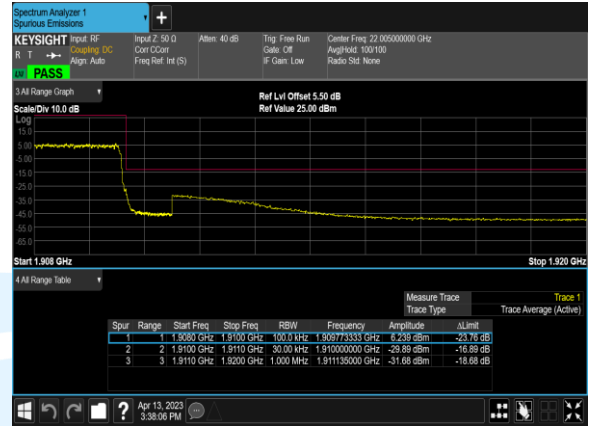 Spectrum Analyzer 1
Spurious Emissions
KEYSIGHT Input: RF Input Z: 50 Ω Atten: 40 dB Trig: Free Run Center Freq: 22.005000000 GHz
R T Coupling: DC Corr CCorr Gate: Off Avg|Hold: 100/100
Align: Auto Freq Ref: Int (S) IF Gain: Low Radio Std: None
PASS
3 All Range Graph Ref Lvl Offset 5.50 dB
Scale/Div 10.0 dB Ref Value 25.00 dBm
Log
15.0
5.00
-5.00
-15.0
-25.0
-35.0
-45.0
-55.0
-65.0
Start 1.908 GHz Stop 1.920 GHz
4 All Range Table
Measure Trace Trace 1
Trace Type Trace Average (Active)
Spur Range Start Freq Stop Freq RBW Frequency Amplitude ΔLimit
1 1 1.9080 GHz 1.9100 GHz 100.0 kHz 1.909773333 GHz 6.239 dBm -23.76 dB
2 2 1.9100 GHz 1.9110 GHz 30.00 kHz 1.910000000 GHz -29.89 dBm -16.89 dB
3 3 1.9110 GHz 1.9200 GHz 1.000 MHz 1.911135000 GHz -31.68 dBm -18.68 dB
Apr 13, 2023
3:38:06 PM